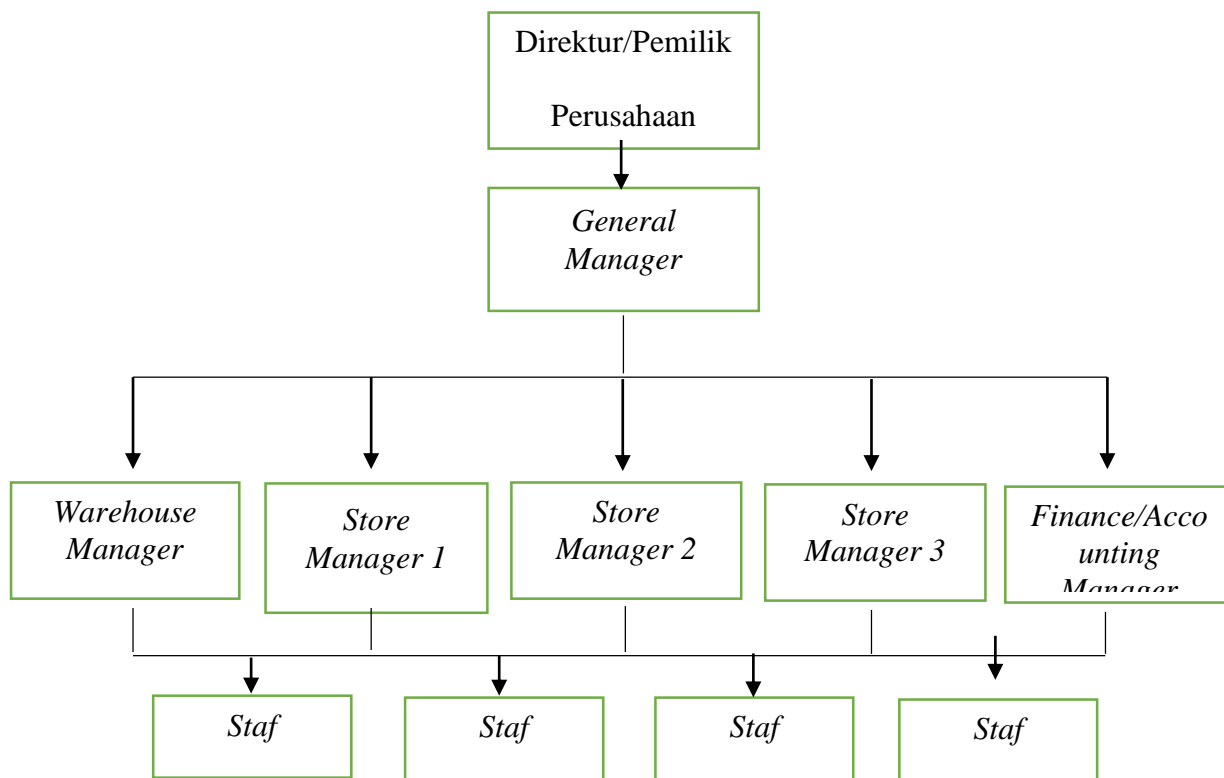 Direktur/Pemilik
Perusahaan
General
Manager
Warehouse
Manager
Store
Manager 1
Store
Manager 2
Store
Manager 3
Finance/Acco
unting
Manager
Staf
Staf
Staf
Staf